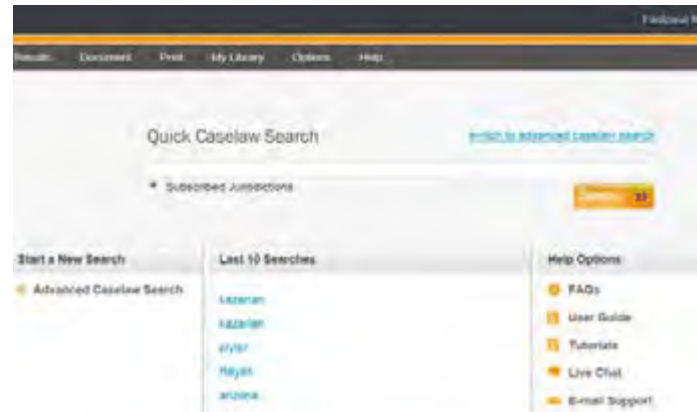 Results Document Print My Library Options Help
Quick Caselaw Search
switch to advanced caselaw search
Subscribed Jurisdictions
Start a New Search
Last 10 Searches
Help Options
Advanced Caselaw Search
FAQs
kazarian
User Guide
kazarian
Tutorials
plyler
Live Chat
Reyes
E-mail Support
arizona